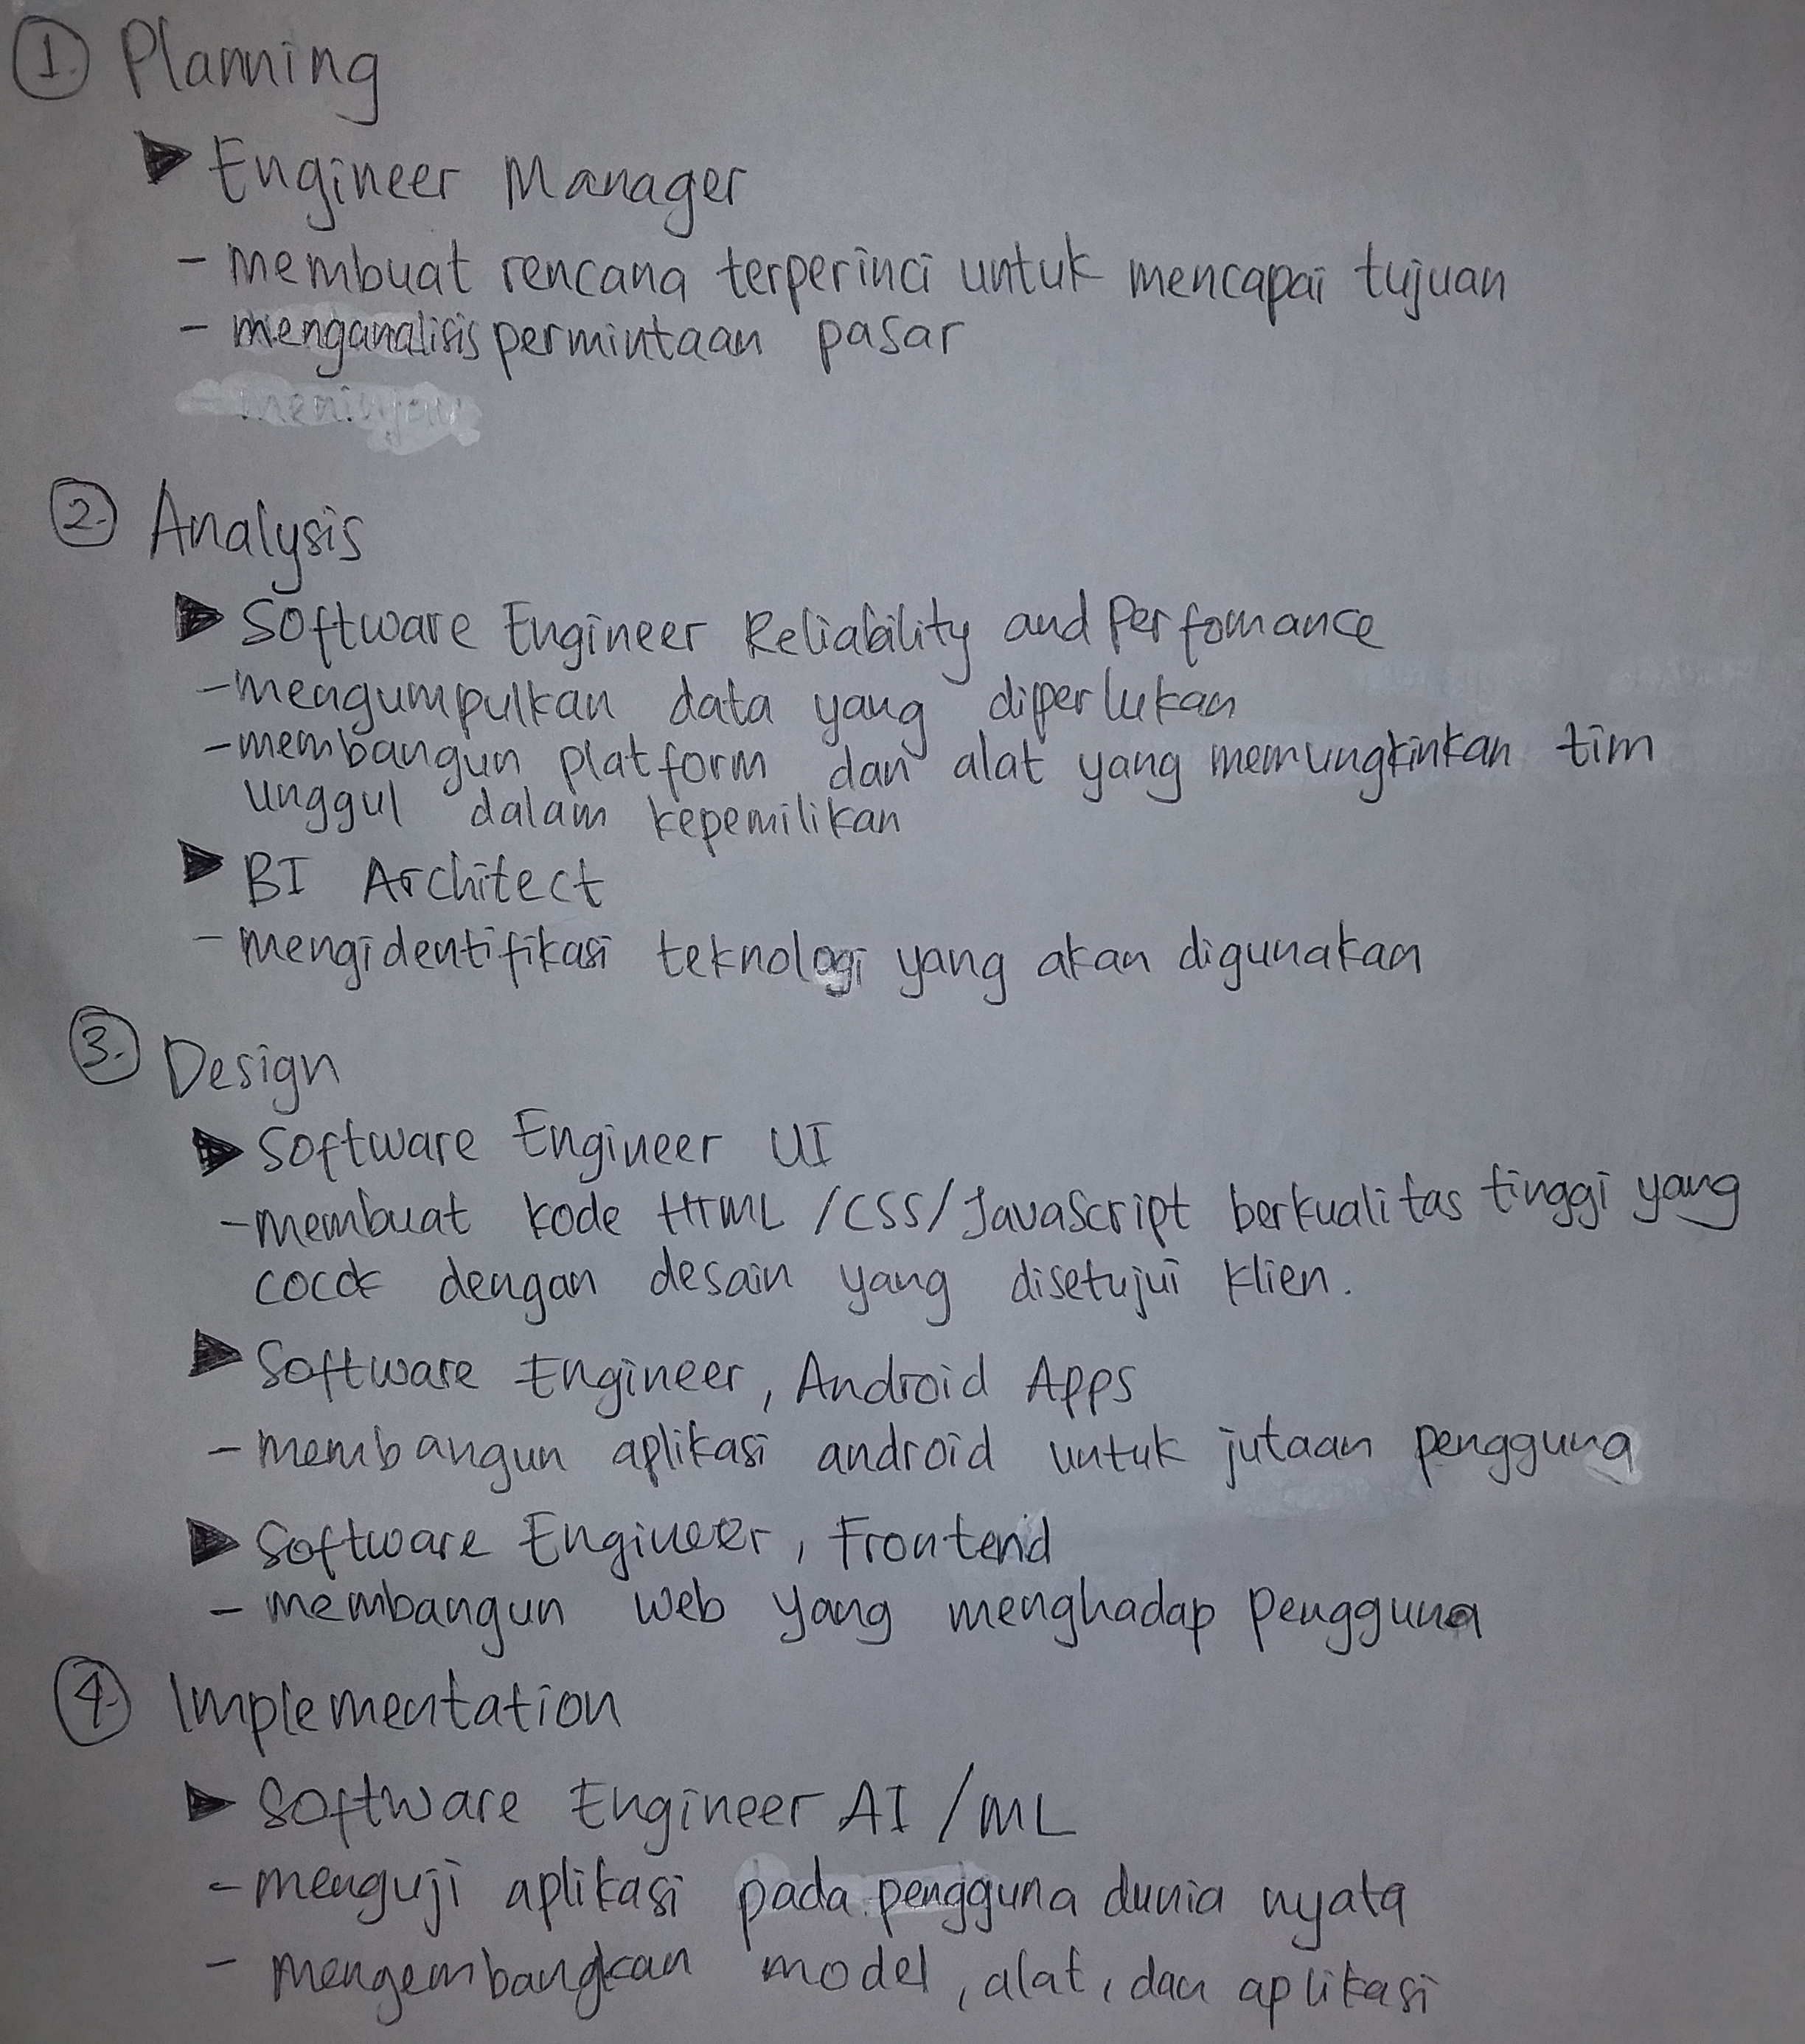 1. Planning
▶ Engineer Manager
- membuat rencana terperinci untuk mencapai tujuan
- menganalisis permintaan pasar
2. Analysis
▶ Software Engineer Reliability and Perfomance
- mengumpulkan data yang diperlukan
- membangun platform dan alat yang memungkinkan tim
unggul dalam kepemilikan
▶ BI Architect
- mengidentifikasi teknologi yang akan digunakan
3. Design
▶ Software Engineer UI
- membuat kode HTML /CSS/JavaScript berkualitas tinggi yang
cocok dengan desain yang disetujui klien.
▶ Software Engineer, Android Apps
- membangun aplikasi android untuk jutaan pengguna
▶ Software Engineer, Frontend
- membangun web yang menghadap pengguna
4. Implementation
▶ Software Engineer AI /ML
- menguji aplikasi pada pengguna dunia nyata
- mengembangkan model, alat, dan aplikasi